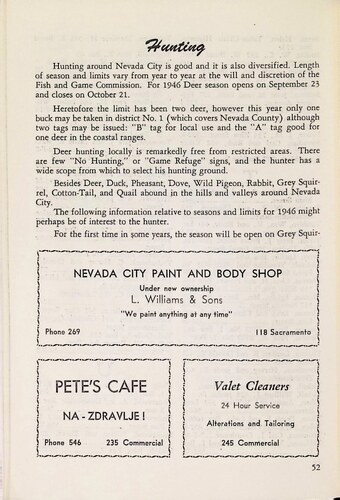 Hunting
Hunting around Nevada City is good and it is also diversified. Length
of season and limits vary from year to year at the will and discretion of the
Fish and Game Commission. For 1946 Deer season opens on September 23
and closes on October 21.
Heretofore the limit has been two deer, however this year only one
buck may be taken in district No. 1 (which covers Nevada County) although
two tags may be issued: "B" tag for local use and the "A" tag good for
one deer in the coastal ranges.
Deer hunting locally is remarkably free from restricted areas. There
are few "No Hunting," or "Game Refuge" signs, and the hunter has a
wide scope from which to select his hunting ground.
Besides Deer, Duck, Pheasant, Dove, Wild Pigeon, Rabbit, Grey Squir-
rel, Cotton-Tail, and Quail abound in the hills and valleys around Nevada
City.
The following information relative to seasons and limits for 1946 might
perhaps be of interest to the hunter.
For the first time in some years, the season will be open on Grey Squir-
NEVADA CITY PAINT AND BODY SHOP
Under new ownership
L. Williams & Sons
"We paint anything at any time"
Phone 269 118 Sacramento
PETE'S CAFE
NA - ZDRAVLJE !
Phone 546 235 Commercial
Valet Cleaners
24 Hour Service
Alterations and Tailoring
245 Commercial
52